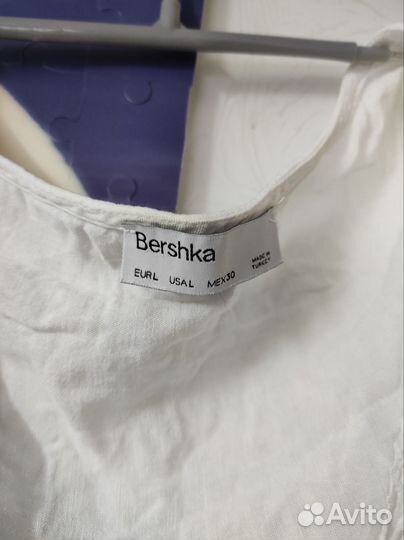 Bershka
EUR L USA L MEX 30
MADE IN
TURKEY
Avito